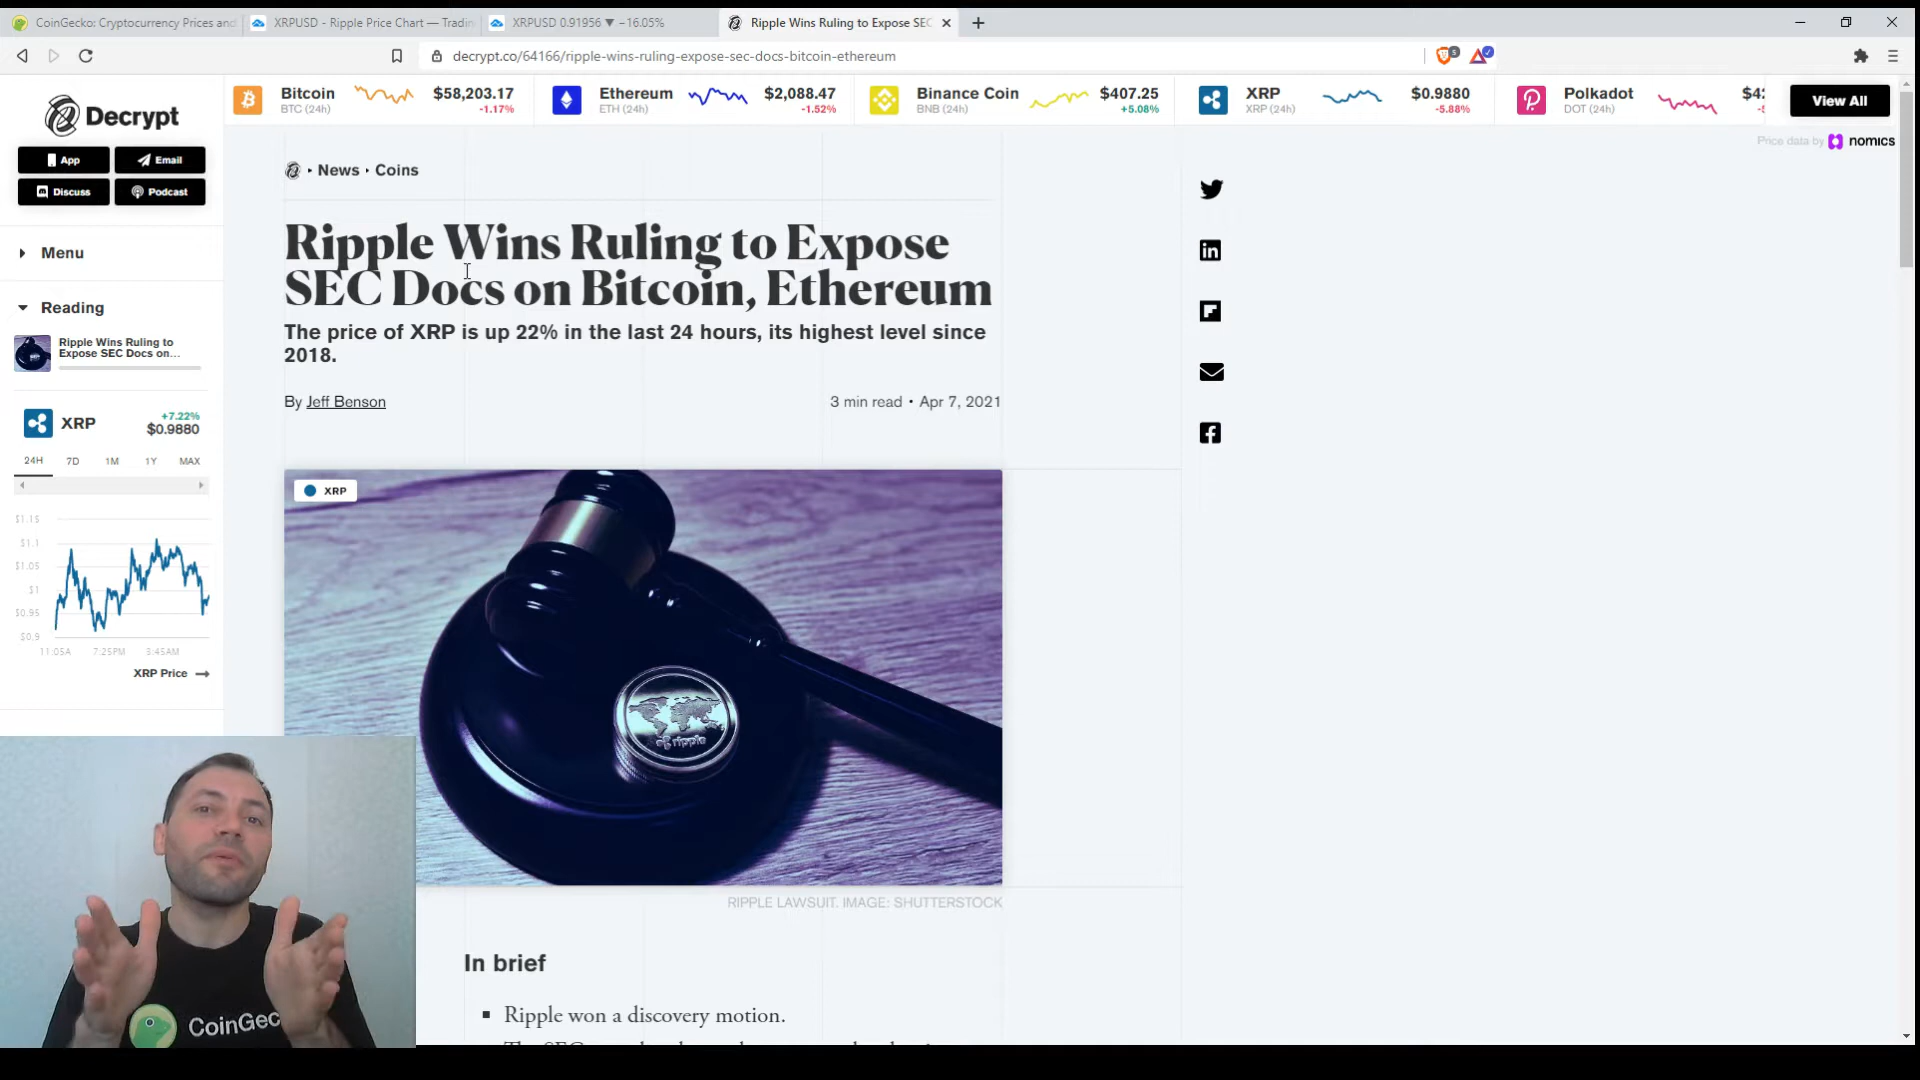 CoinGecko: Cryptocurrency Prices and
XRPUSD - Ripple Price Chart — Tradin
XRPUSD 0.91956 ▼ −16.05%
Ripple Wins Ruling to Expose SEC
decrypt.co/64166/ripple-wins-ruling-expose-sec-docs-bitcoin-ethereum
5
Decrypt
App
Email
Discuss
Podcast
Bitcoin
BTC (24h)
$58,203.17
-1.17%
Ethereum
ETH (24h)
$2,088.47
-1.52%
Binance Coin
BNB (24h)
$407.25
+5.08%
XRP
XRP (24h)
$0.9880
-5.88%
Polkadot
DOT (24h)
View All
Price data by nomics
Menu
Reading
Ripple Wins Ruling to
Expose SEC Docs on...
XRP
+7.22%
$0.9880
24H 7D 1M 1Y MAX
$1.15
$1.1
$1.05
$1
$0.95
$0.9
11:05A 7:25PM 3:45AM
XRP Price →
News • Coins
Ripple Wins Ruling to Expose
SEC Docs on Bitcoin, Ethereum
The price of XRP is up 22% in the last 24 hours, its highest level since
2018.
By Jeff Benson
3 min read • Apr 7, 2021
XRP
ripple
RIPPLE LAWSUIT. IMAGE: SHUTTERSTOCK
In brief
▪ Ripple won a discovery motion.
CoinGec